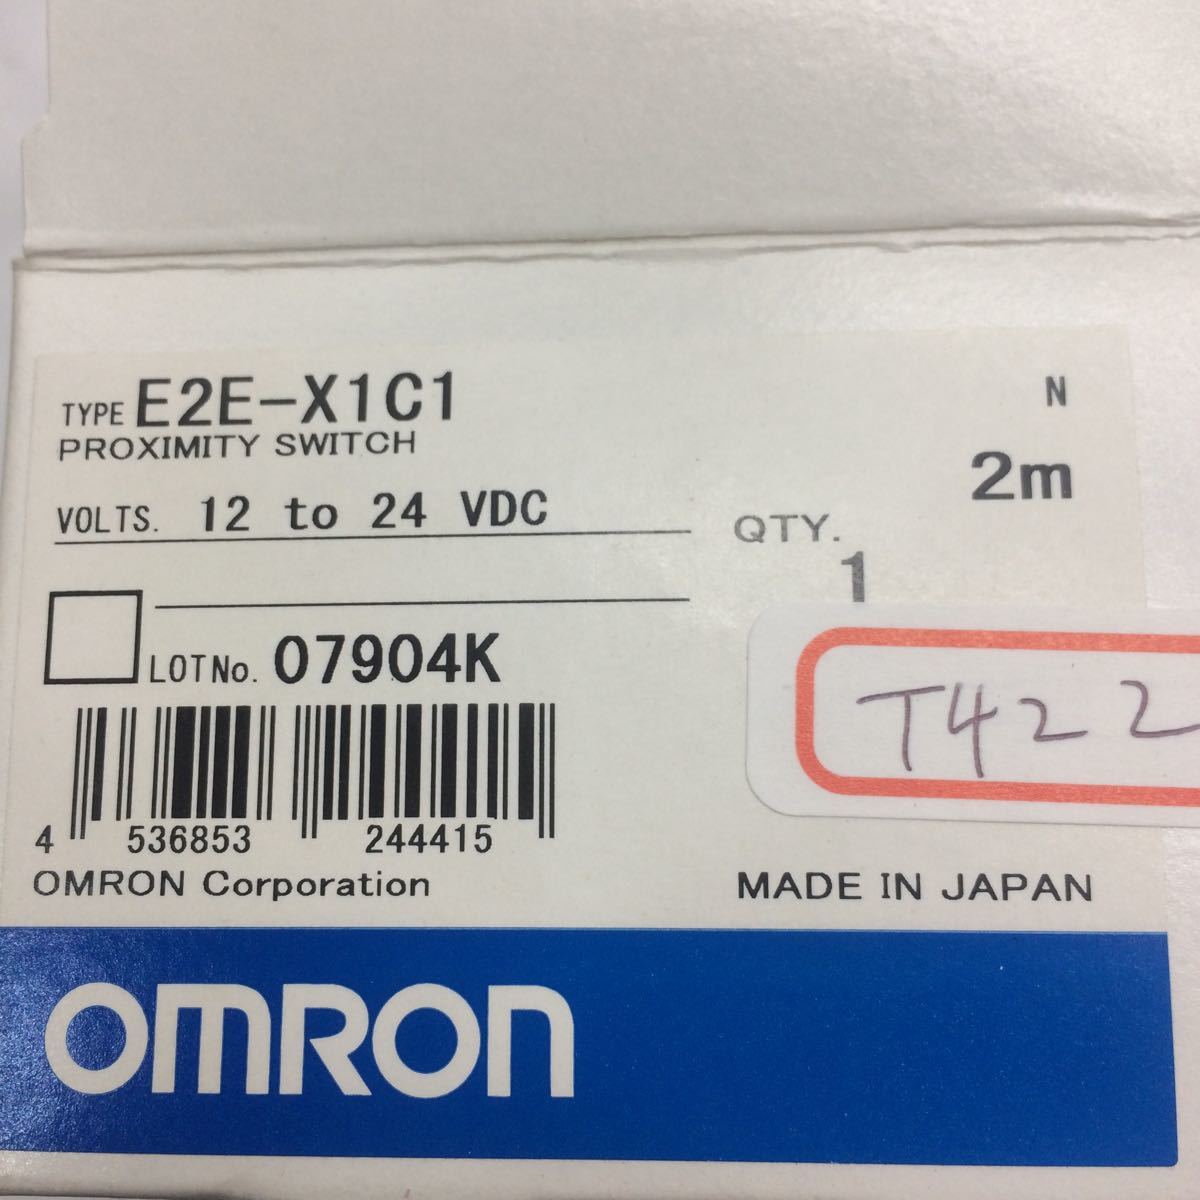 TYPE E2E-X1C1 N
PROXIMITY SWITCH
2m
VOLTS. 12 to 24 VDC
QTY.
1
LOT No. 07904K
T422
4 536853 244415
OMRON Corporation
MADE IN JAPAN
OMRON